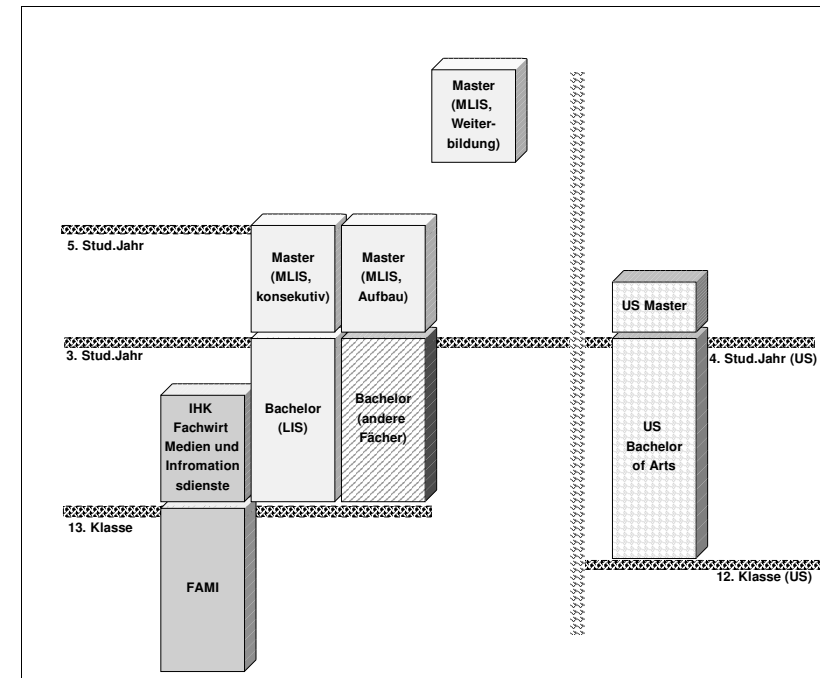 Master
(MLIS,
Weiter-
bildung)
5. Stud.Jahr
Master
(MLIS,
konsekutiv)
Master
(MLIS,
Aufbau)
US Master
3. Stud.Jahr
4. Stud.Jahr (US)
IHK
Fachwirt
Medien und
Infromation
sdienste
Bachelor
(LIS)
Bachelor
(andere
Fächer)
US
Bachelor
of Arts
13. Klasse
12. Klasse (US)
FAMI